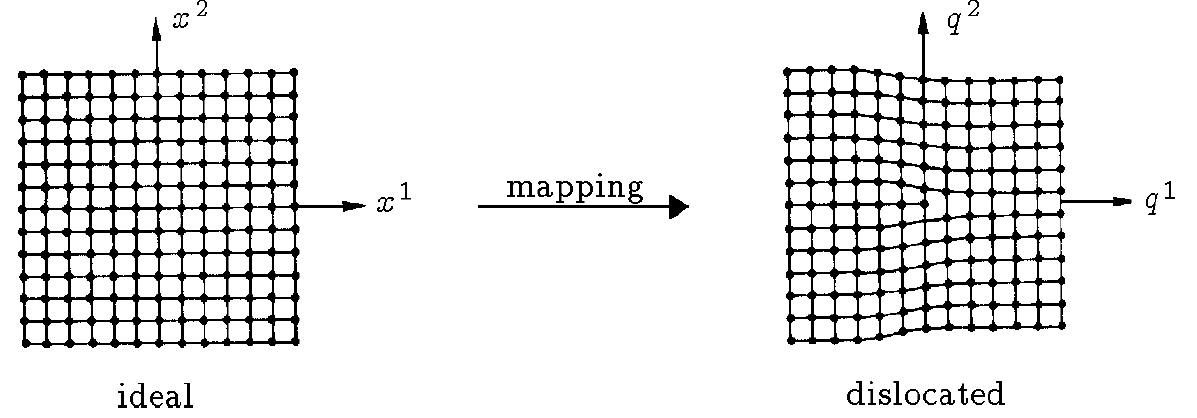 x²
q²
mapping
x¹
q¹
ideal
dislocated